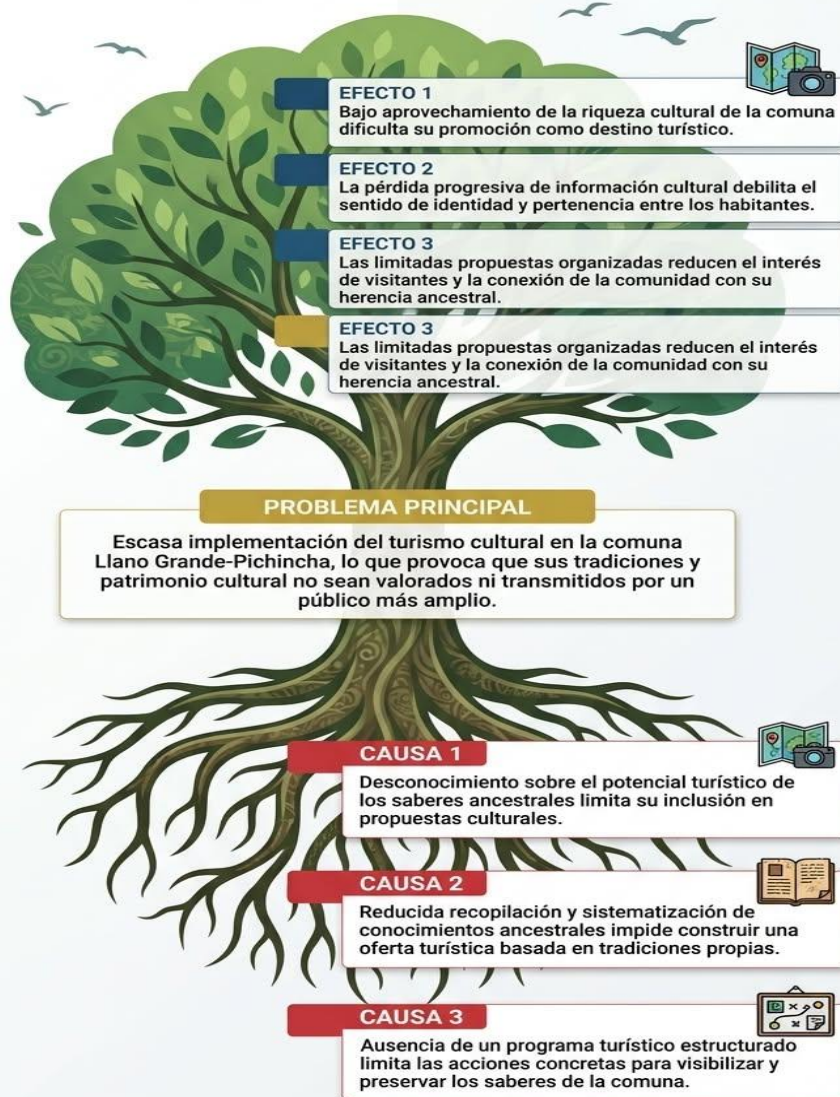 EFECTO 1
Bajo aprovechamiento de la riqueza cultural de la comuna
dificulta su promoción como destino turístico.
EFECTO 2
La pérdida progresiva de información cultural debilita el
sentido de identidad y pertenencia entre los habitantes.
EFECTO 3
Las limitadas propuestas organizadas reducen el interés
de visitantes y la conexión de la comunidad con su
herencia ancestral.
EFECTO 3
Las limitadas propuestas organizadas reducen el interés
de visitantes y la conexión de la comunidad con su
herencia ancestral.
PROBLEMA PRINCIPAL
Escasa implementación del turismo cultural en la comuna
Llano Grande-Pichincha, lo que provoca que sus tradiciones y
patrimonio cultural no sean valorados ni transmitidos por un
público más amplio.
CAUSA 1
Desconocimiento sobre el potencial turístico de
los saberes ancestrales limita su inclusión en
propuestas culturales.
CAUSA 2
Reducida recopilación y sistematización de
conocimientos ancestrales impide construir una
oferta turística basada en tradiciones propias.
CAUSA 3
Ausencia de un programa turístico estructurado
limita las acciones concretas para visibilizar y
preservar los saberes de la comuna.